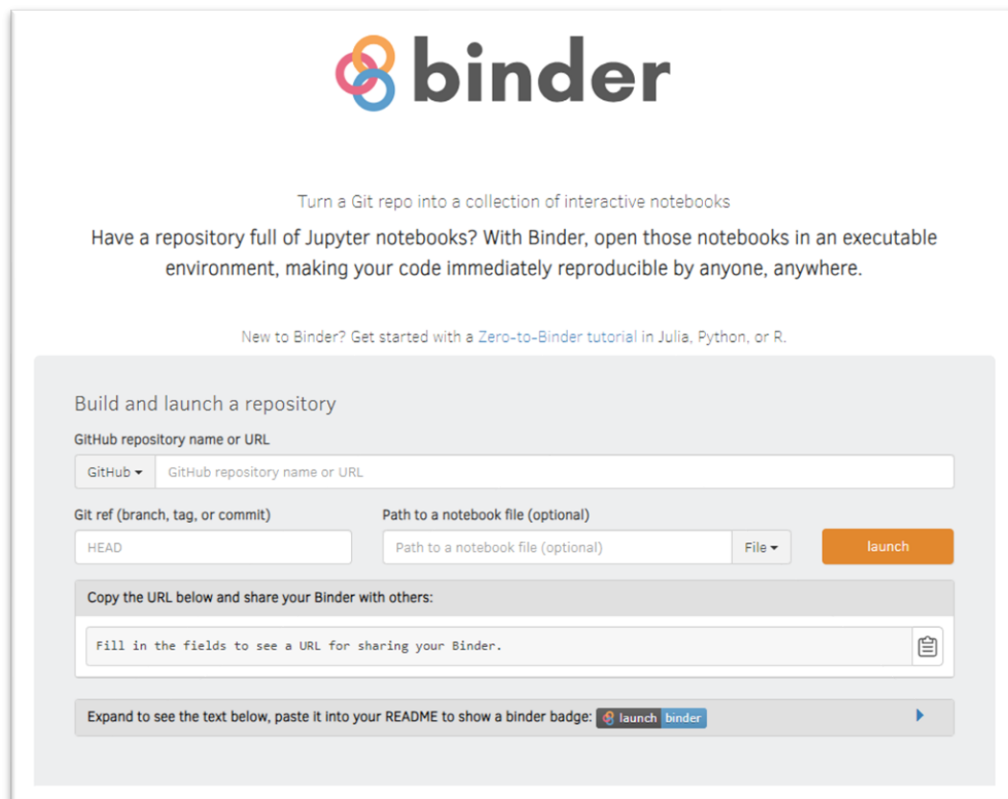 binder
Turn a Git repo into a collection of interactive notebooks
Have a repository full of Jupyter notebooks? With Binder, open those notebooks in an executable
environment, making your code immediately reproducible by anyone, anywhere.
New to Binder? Get started with a Zero-to-Binder tutorial in Julia, Python, or R.
Build and launch a repository
GitHub repository name or URL
GitHub GitHub repository name or URL
Git ref (branch, tag, or commit) Path to a notebook file (optional)
HEAD Path to a notebook file (optional) File launch
Copy the URL below and share your Binder with others:
Fill in the fields to see a URL for sharing your Binder.
Expand to see the text below, paste it into your README to show a binder badge: launch binder